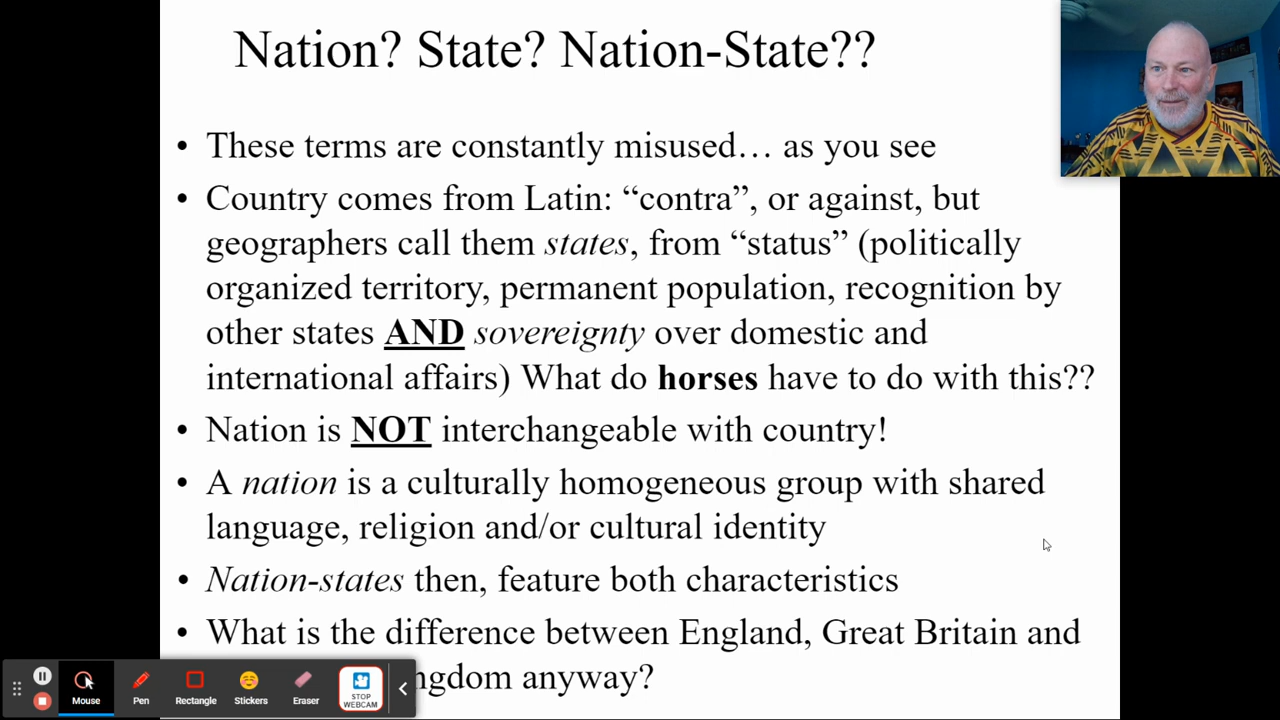 Nation? State? Nation-State??
• These terms are constantly misused… as you see
• Country comes from Latin: “contra”, or against, but
geographers call them states, from “status” (politically
organized territory, permanent population, recognition by
other states AND sovereignty over domestic and
international affairs) What do horses have to do with this??
• Nation is NOT interchangeable with country!
• A nation is a culturally homogeneous group with shared
language, religion and/or cultural identity
• Nation-states then, feature both characteristics
• What is the difference between England, Great Britain and
ngdom anyway?
Mouse
Pen
Rectangle
Stickers
Eraser
STOP
WEBCAM